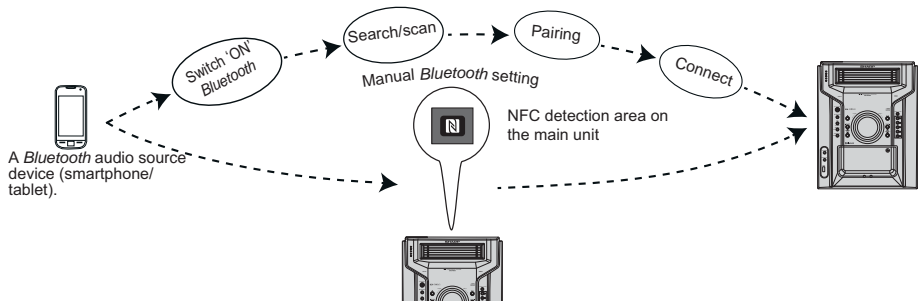 Switch 'ON'
Bluetooth
Search/scan
Pairing
Connect
Manual Bluetooth setting
NFC detection area on
the main unit
A Bluetooth audio source
device (smartphone/
tablet).